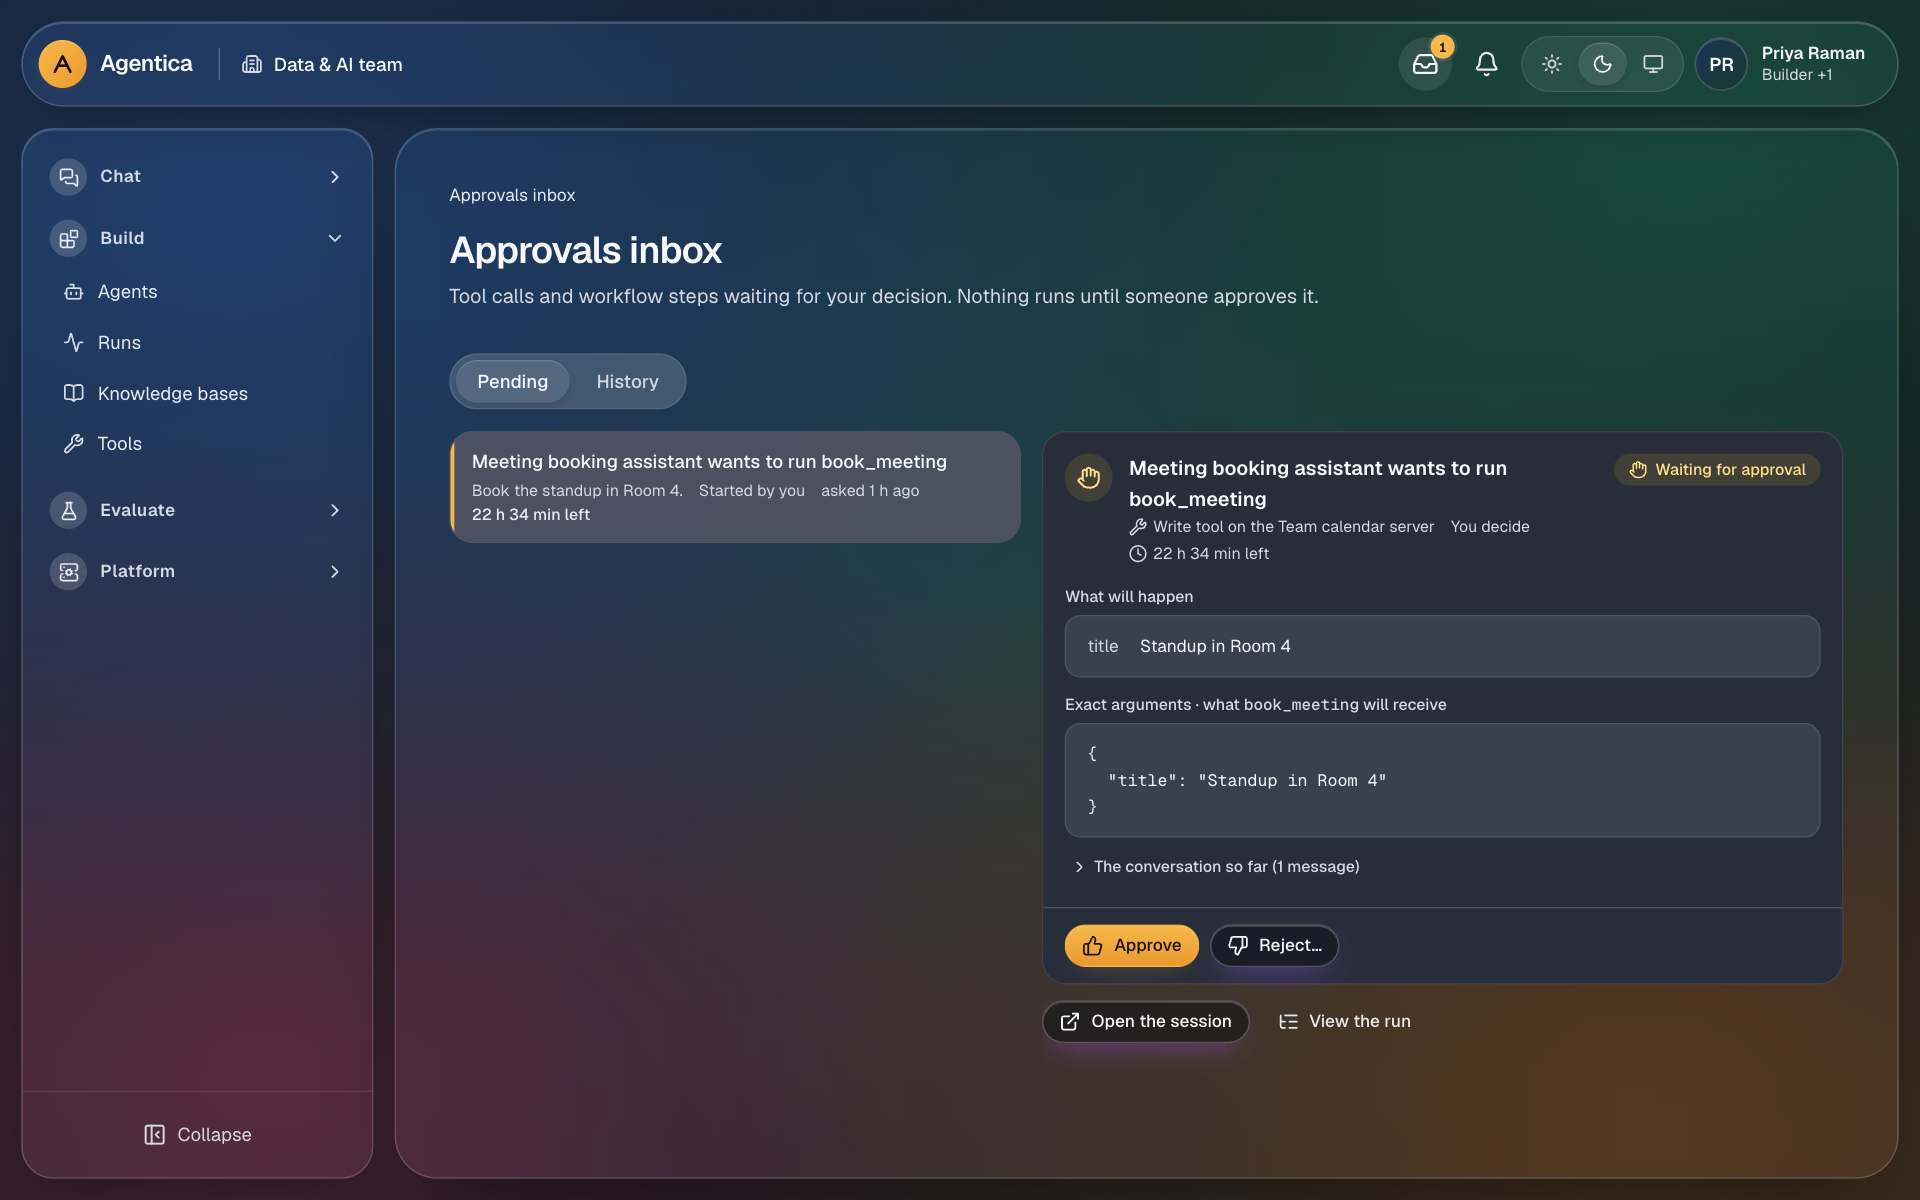 Agentica
Data & AI team
1
PR
Priya Raman
Builder +1
Chat
Build
Agents
Runs
Knowledge bases
Tools
Evaluate
Platform
Collapse
Approvals inbox
Approvals inbox
Tool calls and workflow steps waiting for your decision. Nothing runs until someone approves it.
Pending
History
Meeting booking assistant wants to run book_meeting
Book the standup in Room 4. Started by you asked 1 h ago
22 h 34 min left
Meeting booking assistant wants to run
book_meeting
Waiting for approval
Write tool on the Team calendar server You decide
22 h 34 min left
What will happen
title Standup in Room 4
Exact arguments · what book_meeting will receive
{
"title": "Standup in Room 4"
}
The conversation so far (1 message)
Approve
Reject...
Open the session
View the run